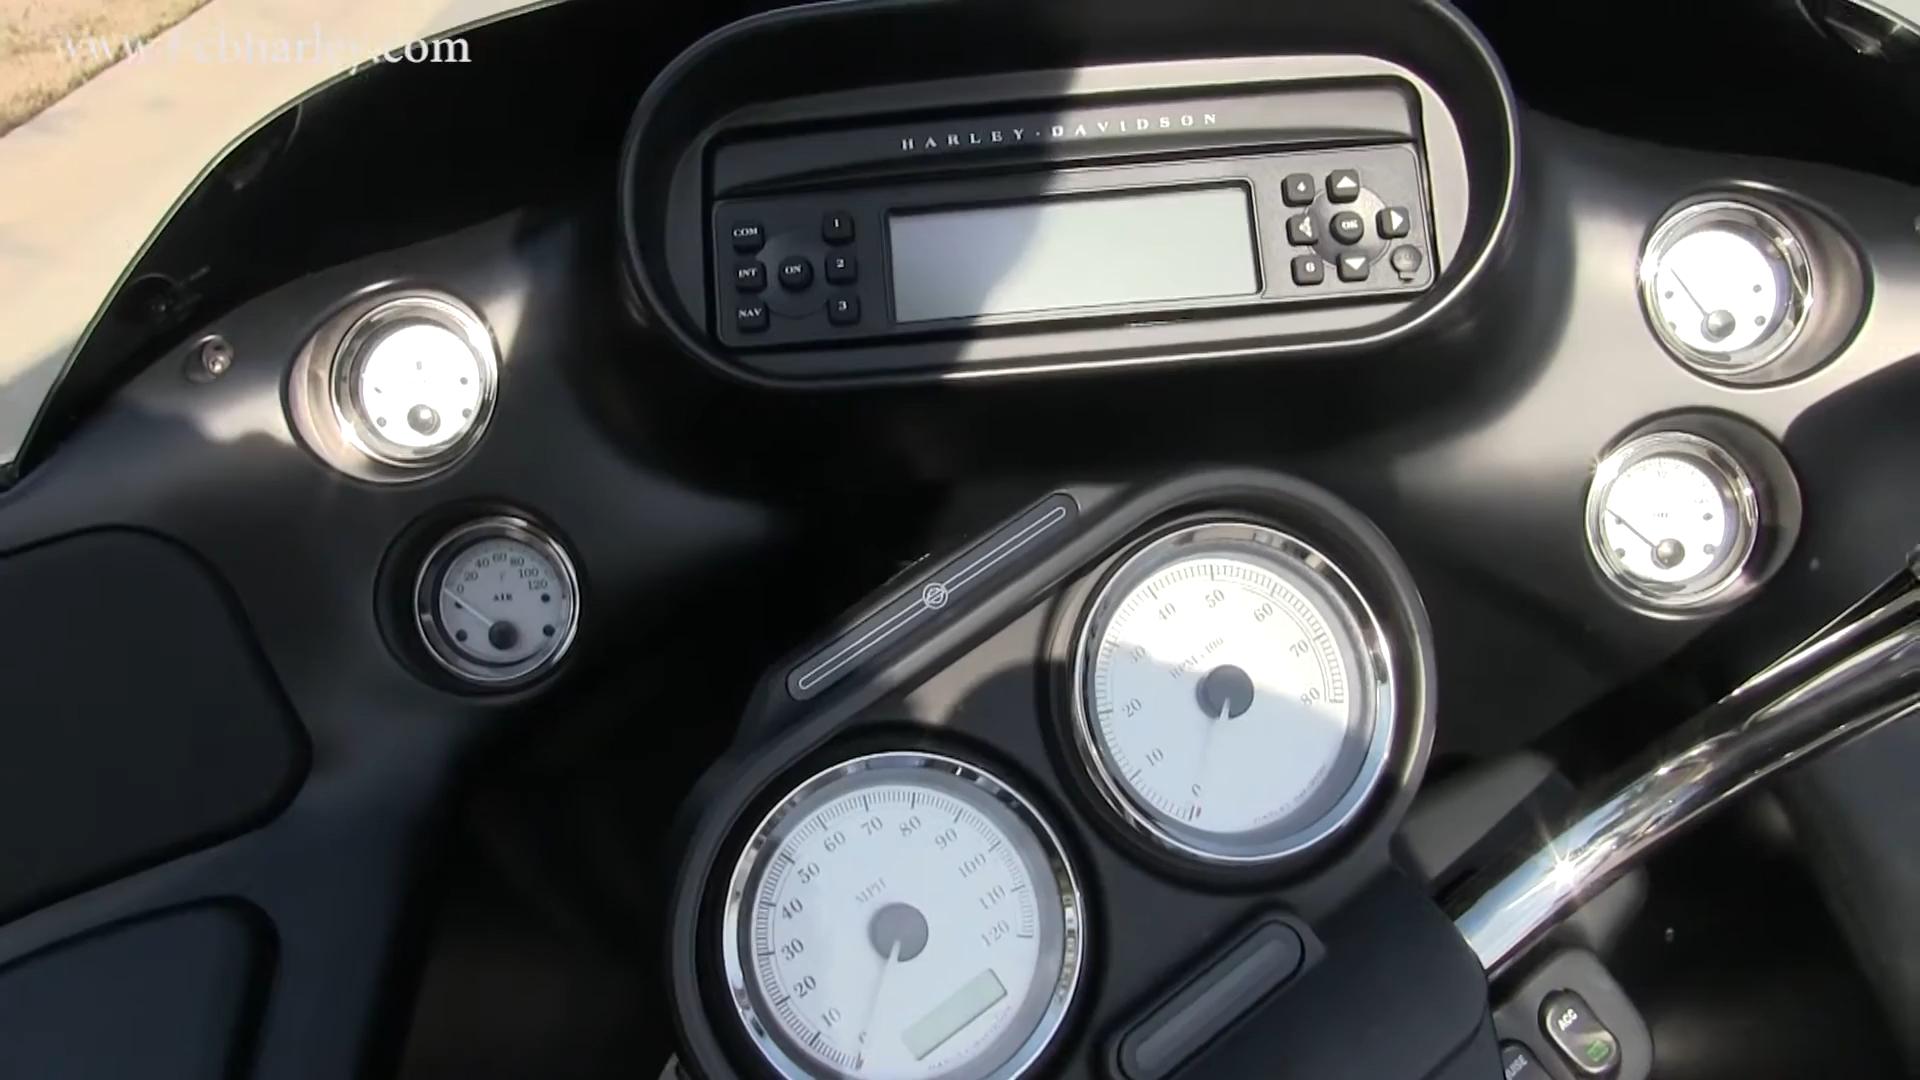 HARLEY-DAVIDSON
COM
INT
NAV
ON
1
2
3
4
OK
6
0 20 40 60 80 100 120
F
AIR
0 10 20 30 40 50 60 70 80
RPM x 100
0 10 20 30 40 50 60 70 80 90 100 110 120
MPH
ACC